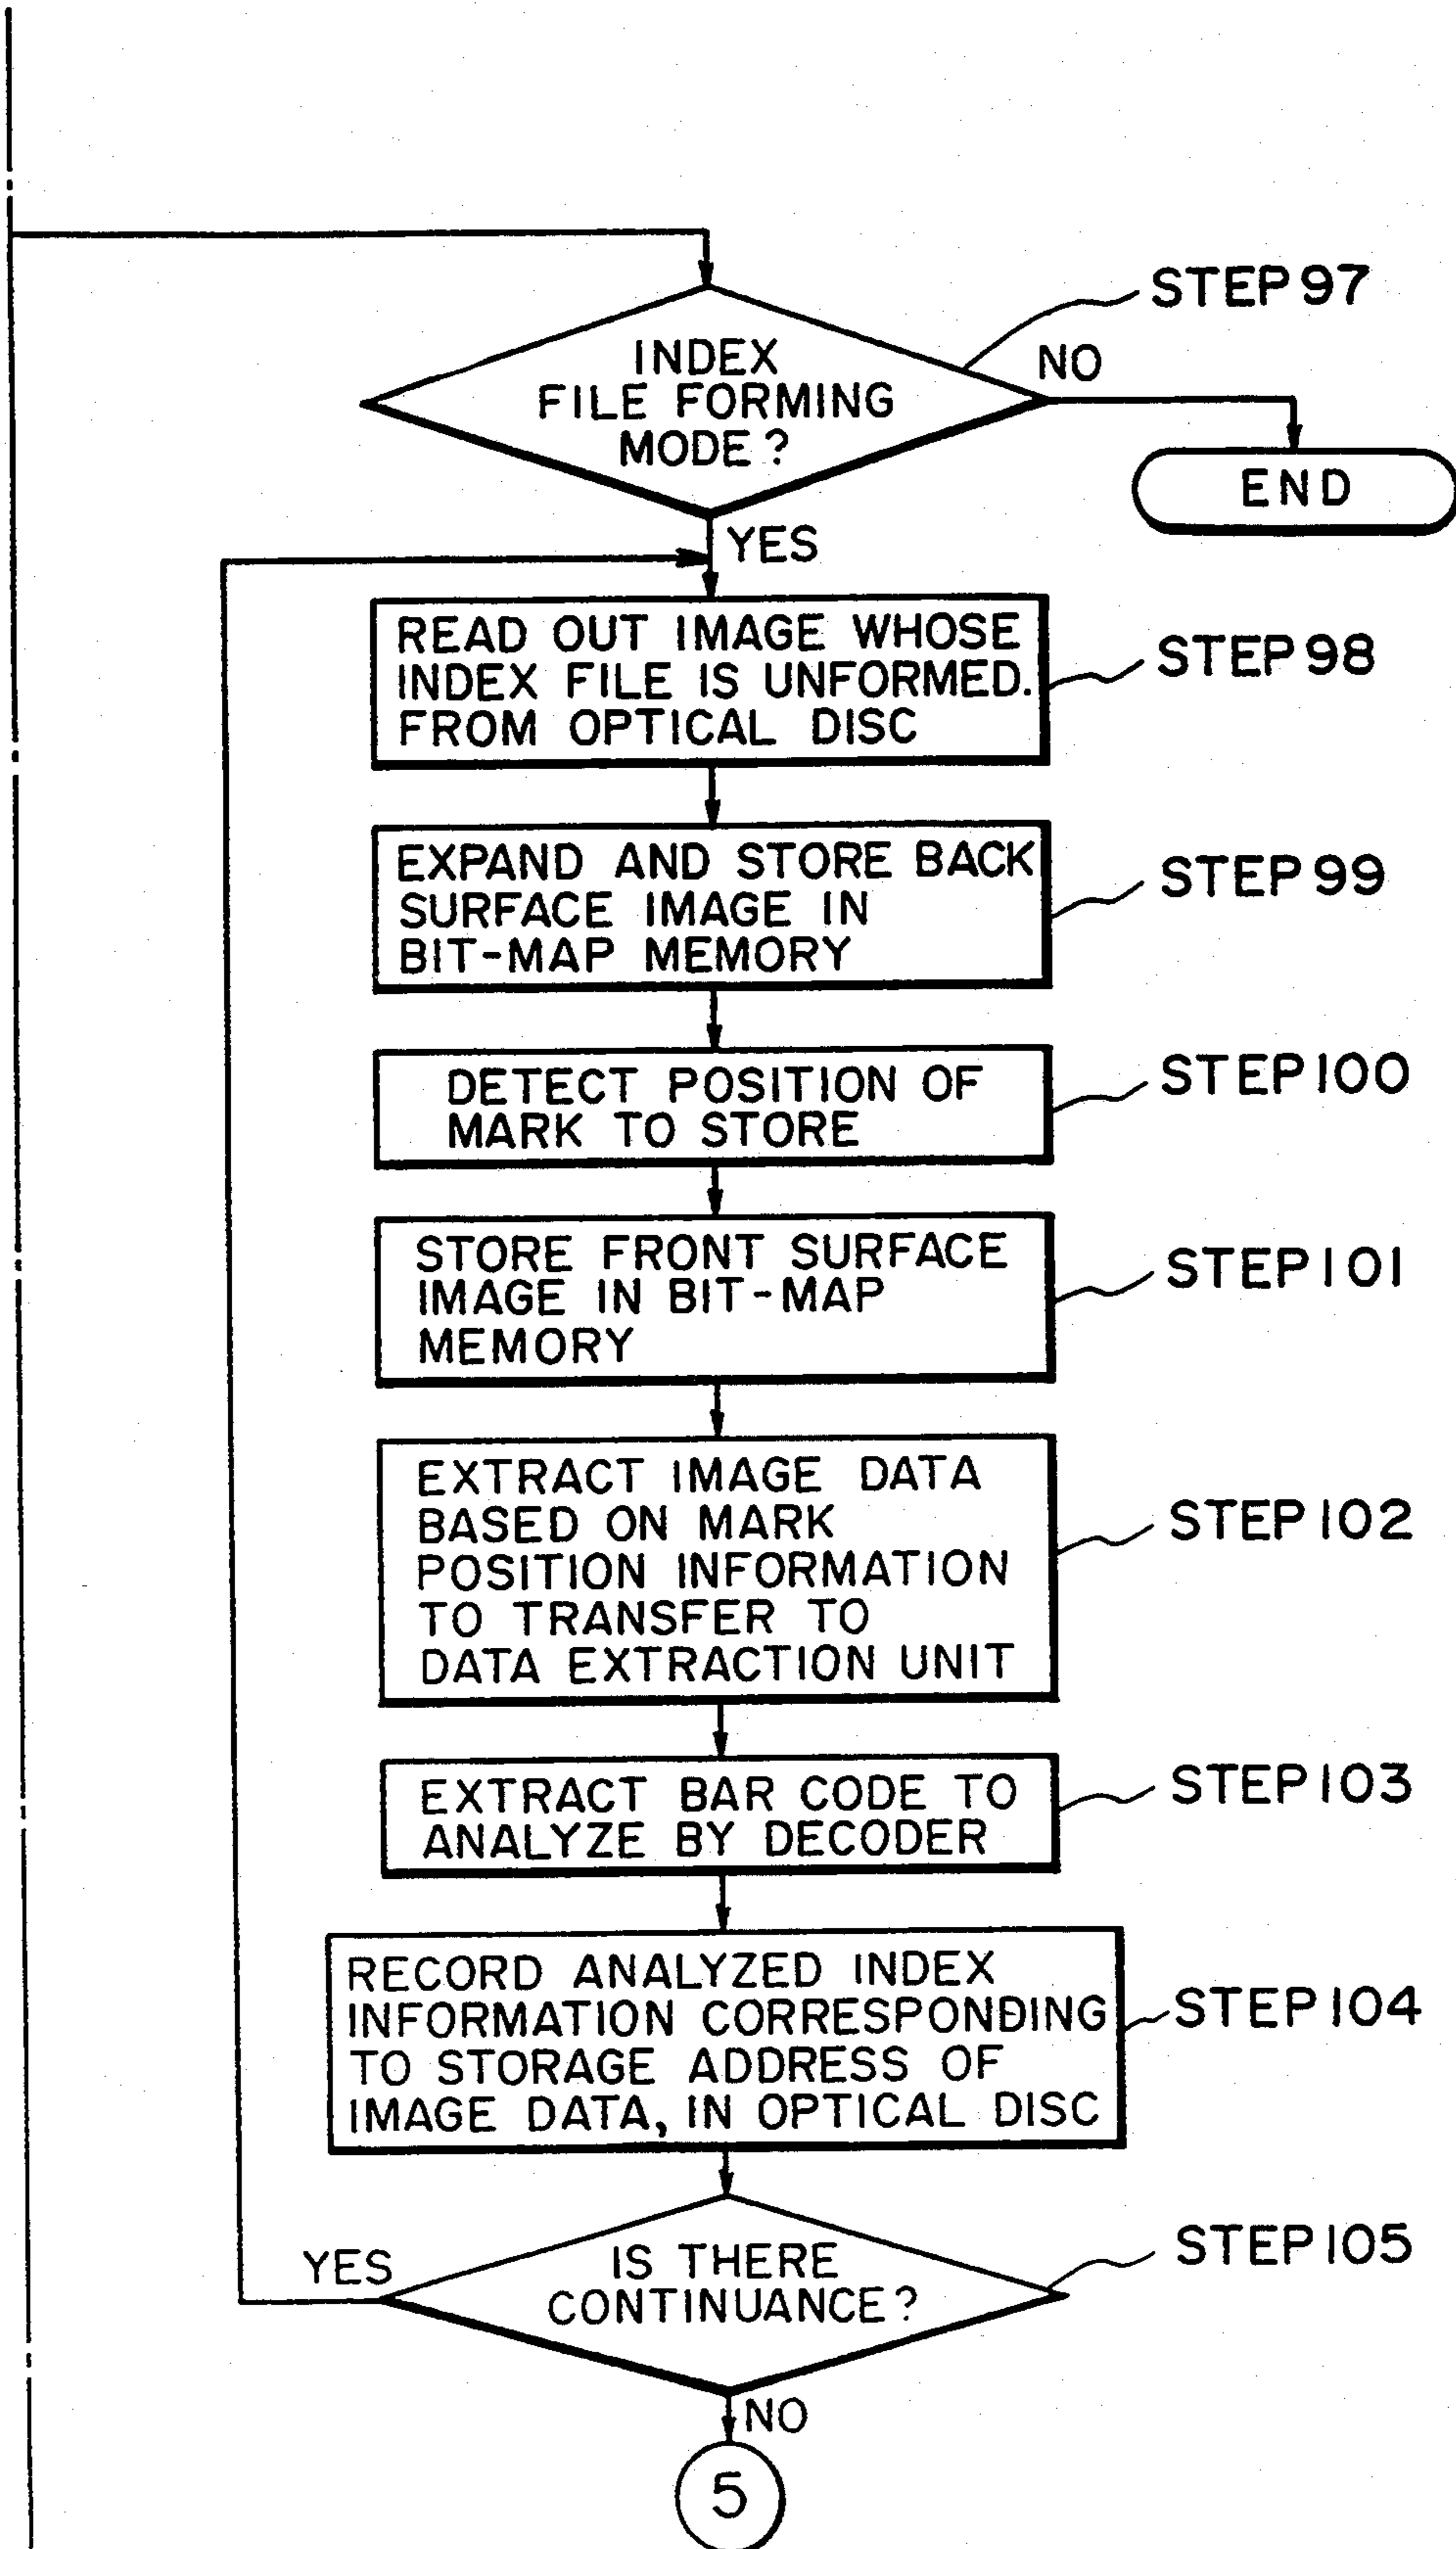 STEP 97
INDEX
FILE FORMING
MODE?
NO
END
YES
READ OUT IMAGE WHOSE
INDEX FILE IS UNFORMED.
FROM OPTICAL DISC
STEP 98
EXPAND AND STORE BACK
SURFACE IMAGE IN
BIT-MAP MEMORY
STEP 99
DETECT POSITION OF
MARK TO STORE
STEP 100
STORE FRONT SURFACE
IMAGE IN BIT-MAP
MEMORY
STEP 101
EXTRACT IMAGE DATA
BASED ON MARK
POSITION INFORMATION
TO TRANSFER TO
DATA EXTRACTION UNIT
STEP 102
EXTRACT BAR CODE TO
ANALYZE BY DECODER
STEP 103
RECORD ANALYZED INDEX
INFORMATION CORRESPONDING
TO STORAGE ADDRESS OF
IMAGE DATA, IN OPTICAL DISC
STEP 104
YES
IS THERE
CONTINUANCE?
STEP 105
NO
5